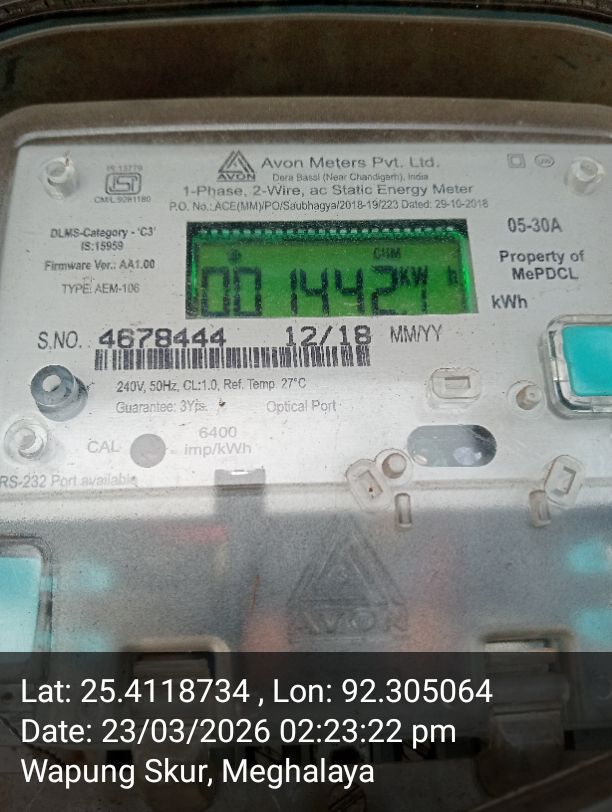 IS:13779
ISI
CM/L 9281180
AVON
Avon Meters Pvt. Ltd.
Dera Bassi (Near Chandigarh), India
1-Phase, 2-Wire, ac Static Energy Meter
P.O. No.: ACE(MM)/PO/Saubhagya/2018-19/223 Dated: 29-10-2018
DLMS-Category - 'C3'
IS:15959
Firmware Ver.: AA1.00
TYPE: AEM-106
CUM
kW h
05-30A
Property of
MePDCL
kWh
S.NO. : 4678444 12/18 MM/YY
240V, 50Hz, CL:1.0, Ref. Temp. 27°C
Guarantee: 3Yrs. Optical Port
CAL 6400
imp/kWh
RS-232 Port available
AVON
Lat: 25.4118734 , Lon: 92.305064
Date: 23/03/2026 02:23:22 pm
Wapung Skur, Meghalaya